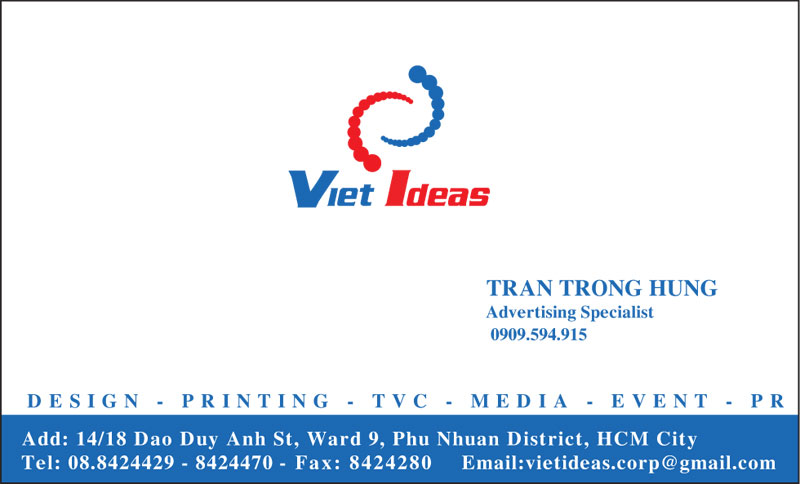 Viet Ideas
TRAN TRONG HUNG
Advertising Specialist
0909.594.915
DESIGN - PRINTING - TVC - MEDIA - EVENT - PR
Add: 14/18 Dao Duy Anh St, Ward 9, Phu Nhuan District, HCM City
Tel: 08.8424429 - 8424470 - Fax: 8424280 Email:vietideas.corp@gmail.com